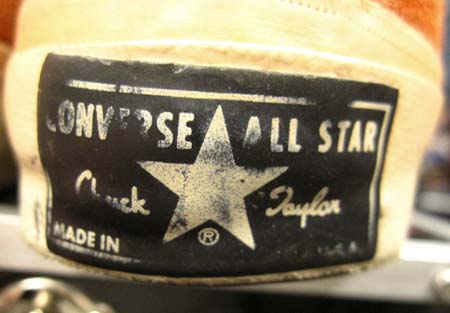 CONVERSE ALL STAR
Chuck Taylor
®
MADE IN U.S.A.